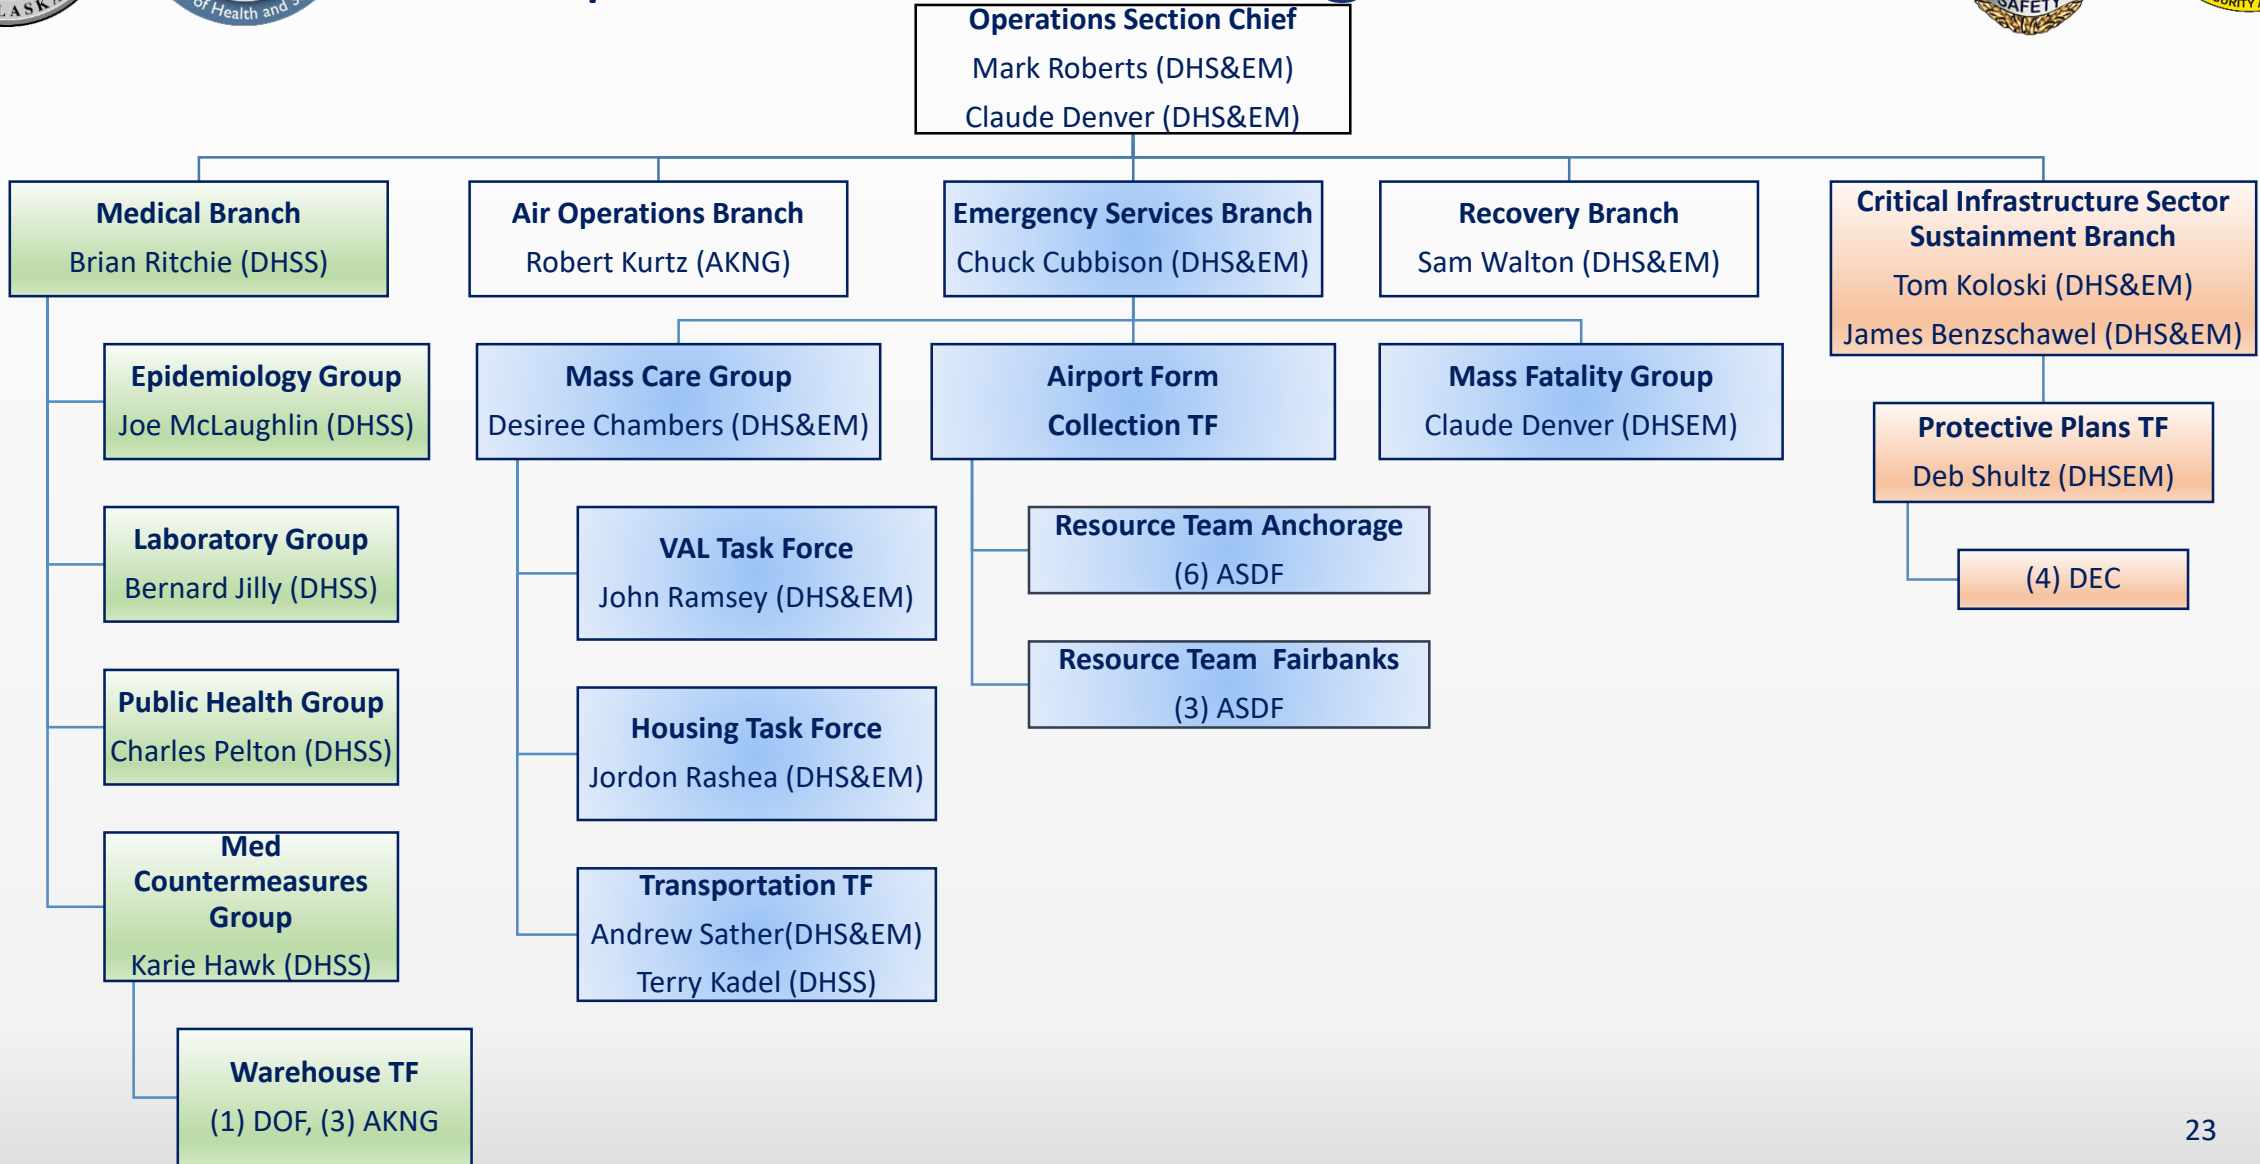 LASK
of Health and S
SAFETY
Operations Section Chief
Mark Roberts (DHS&EM)
Claude Denver (DHS&EM)
Medical Branch
Brian Ritchie (DHSS)
Air Operations Branch
Robert Kurtz (AKNG)
Emergency Services Branch
Chuck Cubbison (DHS&EM)
Recovery Branch
Sam Walton (DHS&EM)
Critical Infrastructure Sector
Sustainment Branch
Tom Koloski (DHS&EM)
James Benzschawel (DHS&EM)
Epidemiology Group
Joe McLaughlin (DHSS)
Laboratory Group
Bernard Jilly (DHSS)
Public Health Group
Charles Pelton (DHSS)
Med
Countermeasures
Group
Karie Hawk (DHSS)
Warehouse TF
(1) DOF, (3) AKNG
Mass Care Group
Desiree Chambers (DHS&EM)
VAL Task Force
John Ramsey (DHS&EM)
Housing Task Force
Jordon Rashea (DHS&EM)
Transportation TF
Andrew Sather(DHS&EM)
Terry Kadel (DHSS)
Airport Form
Collection TF
Resource Team Anchorage
(6) ASDF
Resource Team  Fairbanks
(3) ASDF
Mass Fatality Group
Claude Denver (DHSEM)
Protective Plans TF
Deb Shultz (DHSEM)
(4) DEC
23